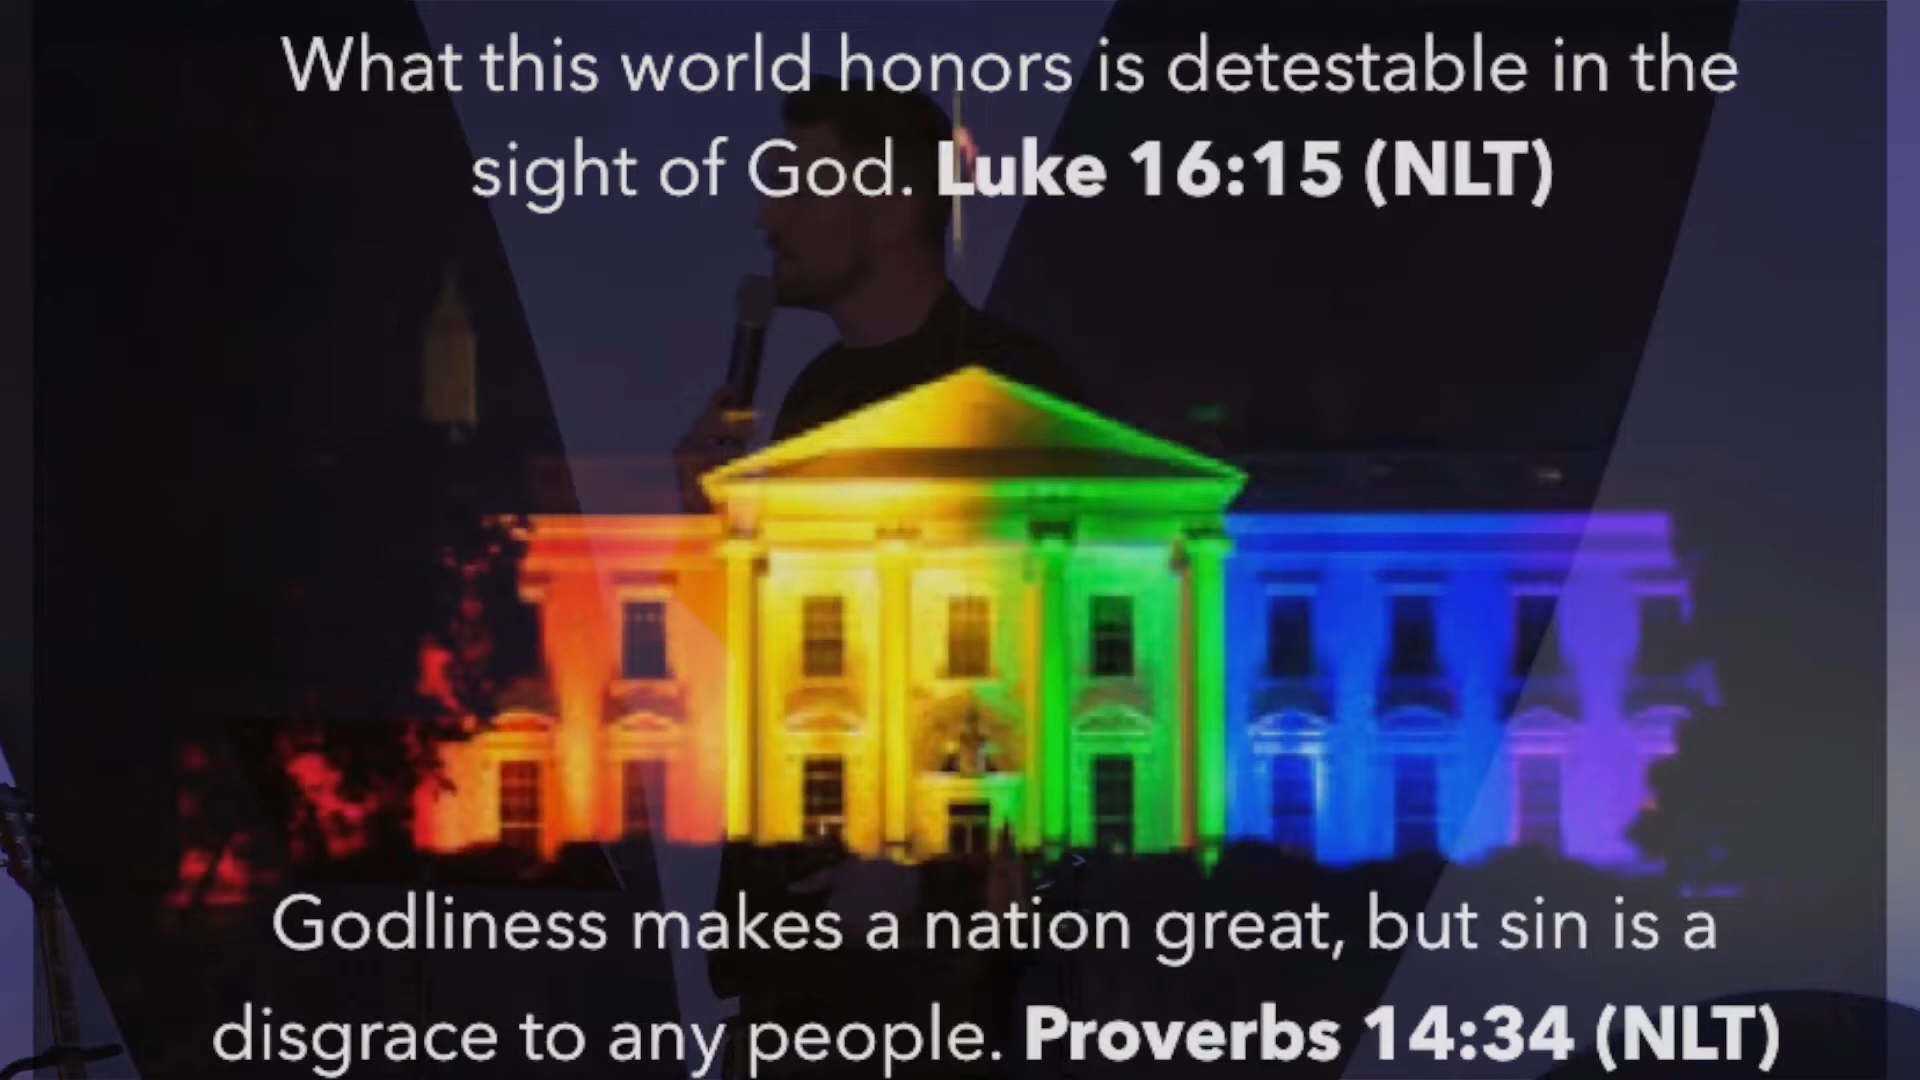 What this world honors is detestable in the
sight of God. Luke 16:15 (NLT)
Godliness makes a nation great, but sin is a
disgrace to any people. Proverbs 14:34 (NLT)